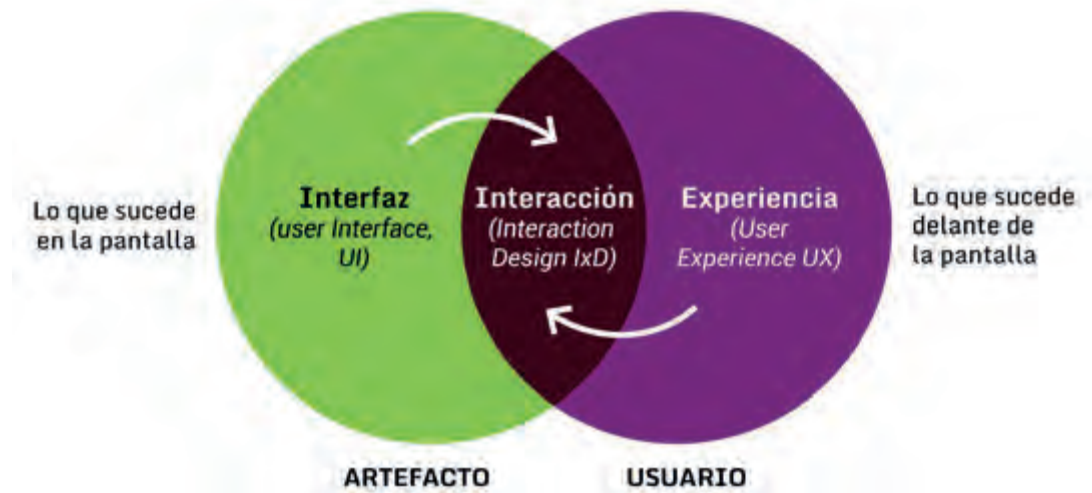 Lo que sucede
en la pantalla
Interfaz
(user Interface,
UI)
Interacción
(Interaction
Design IxD)
Experiencia
(User
Experience UX)
Lo que sucede
delante de
la pantalla
ARTEFACTO
USUARIO